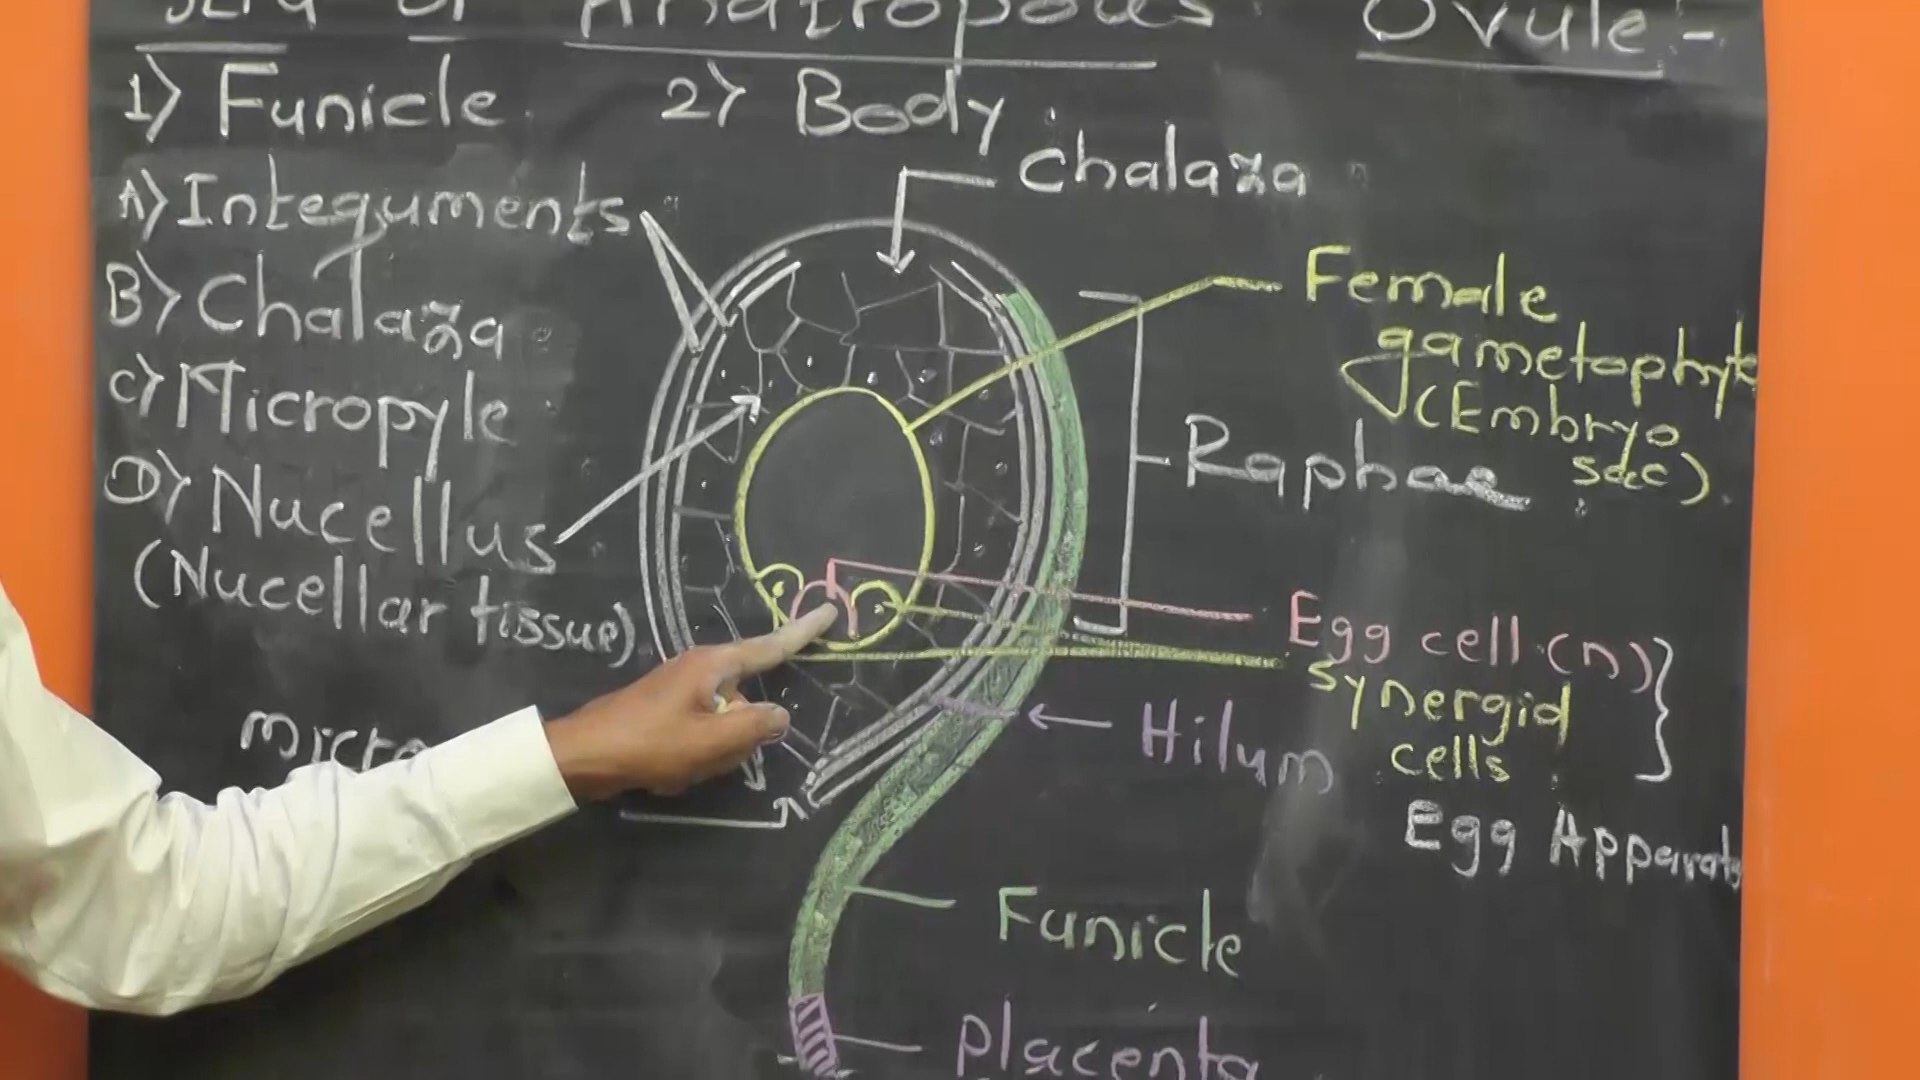 of Anatropous Ovule -
1) Funicle 2) Body
Chalaza
A) Integuments
B) Chalaza
C) Micropyle
D) Nucellus
(Nucellar tissue)
Female
gametophyte
(Embryo
sac)
Raphae
Egg cell (n)
Synergid
cells
Hilum
Egg Apparatus
Funicle
Placenta